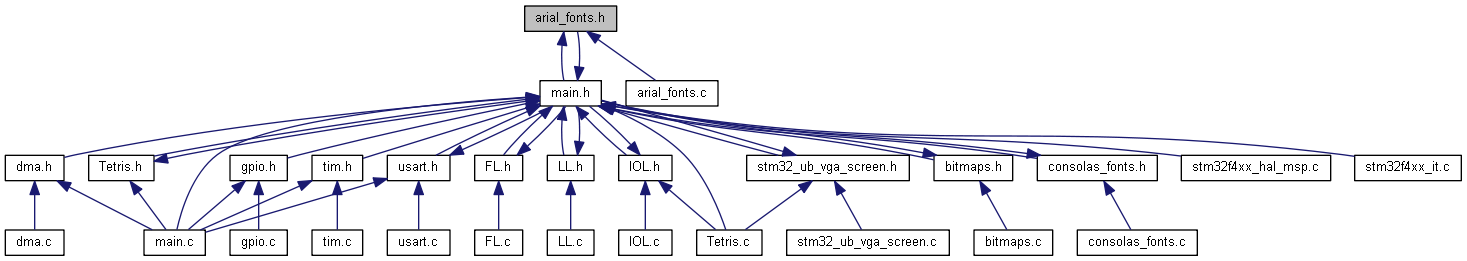 arial_fonts.h
main.h
arial_fonts.c
dma.h
Tetris.h
gpio.h
tim.h
usart.h
FL.h
LL.h
IOL.h
stm32_ub_vga_screen.h
bitmaps.h
consolas_fonts.h
stm32f4xx_hal_msp.c
stm32f4xx_it.c
dma.c
main.c
gpio.c
tim.c
usart.c
FL.c
LL.c
IOL.c
Tetris.c
stm32_ub_vga_screen.c
bitmaps.c
consolas_fonts.c